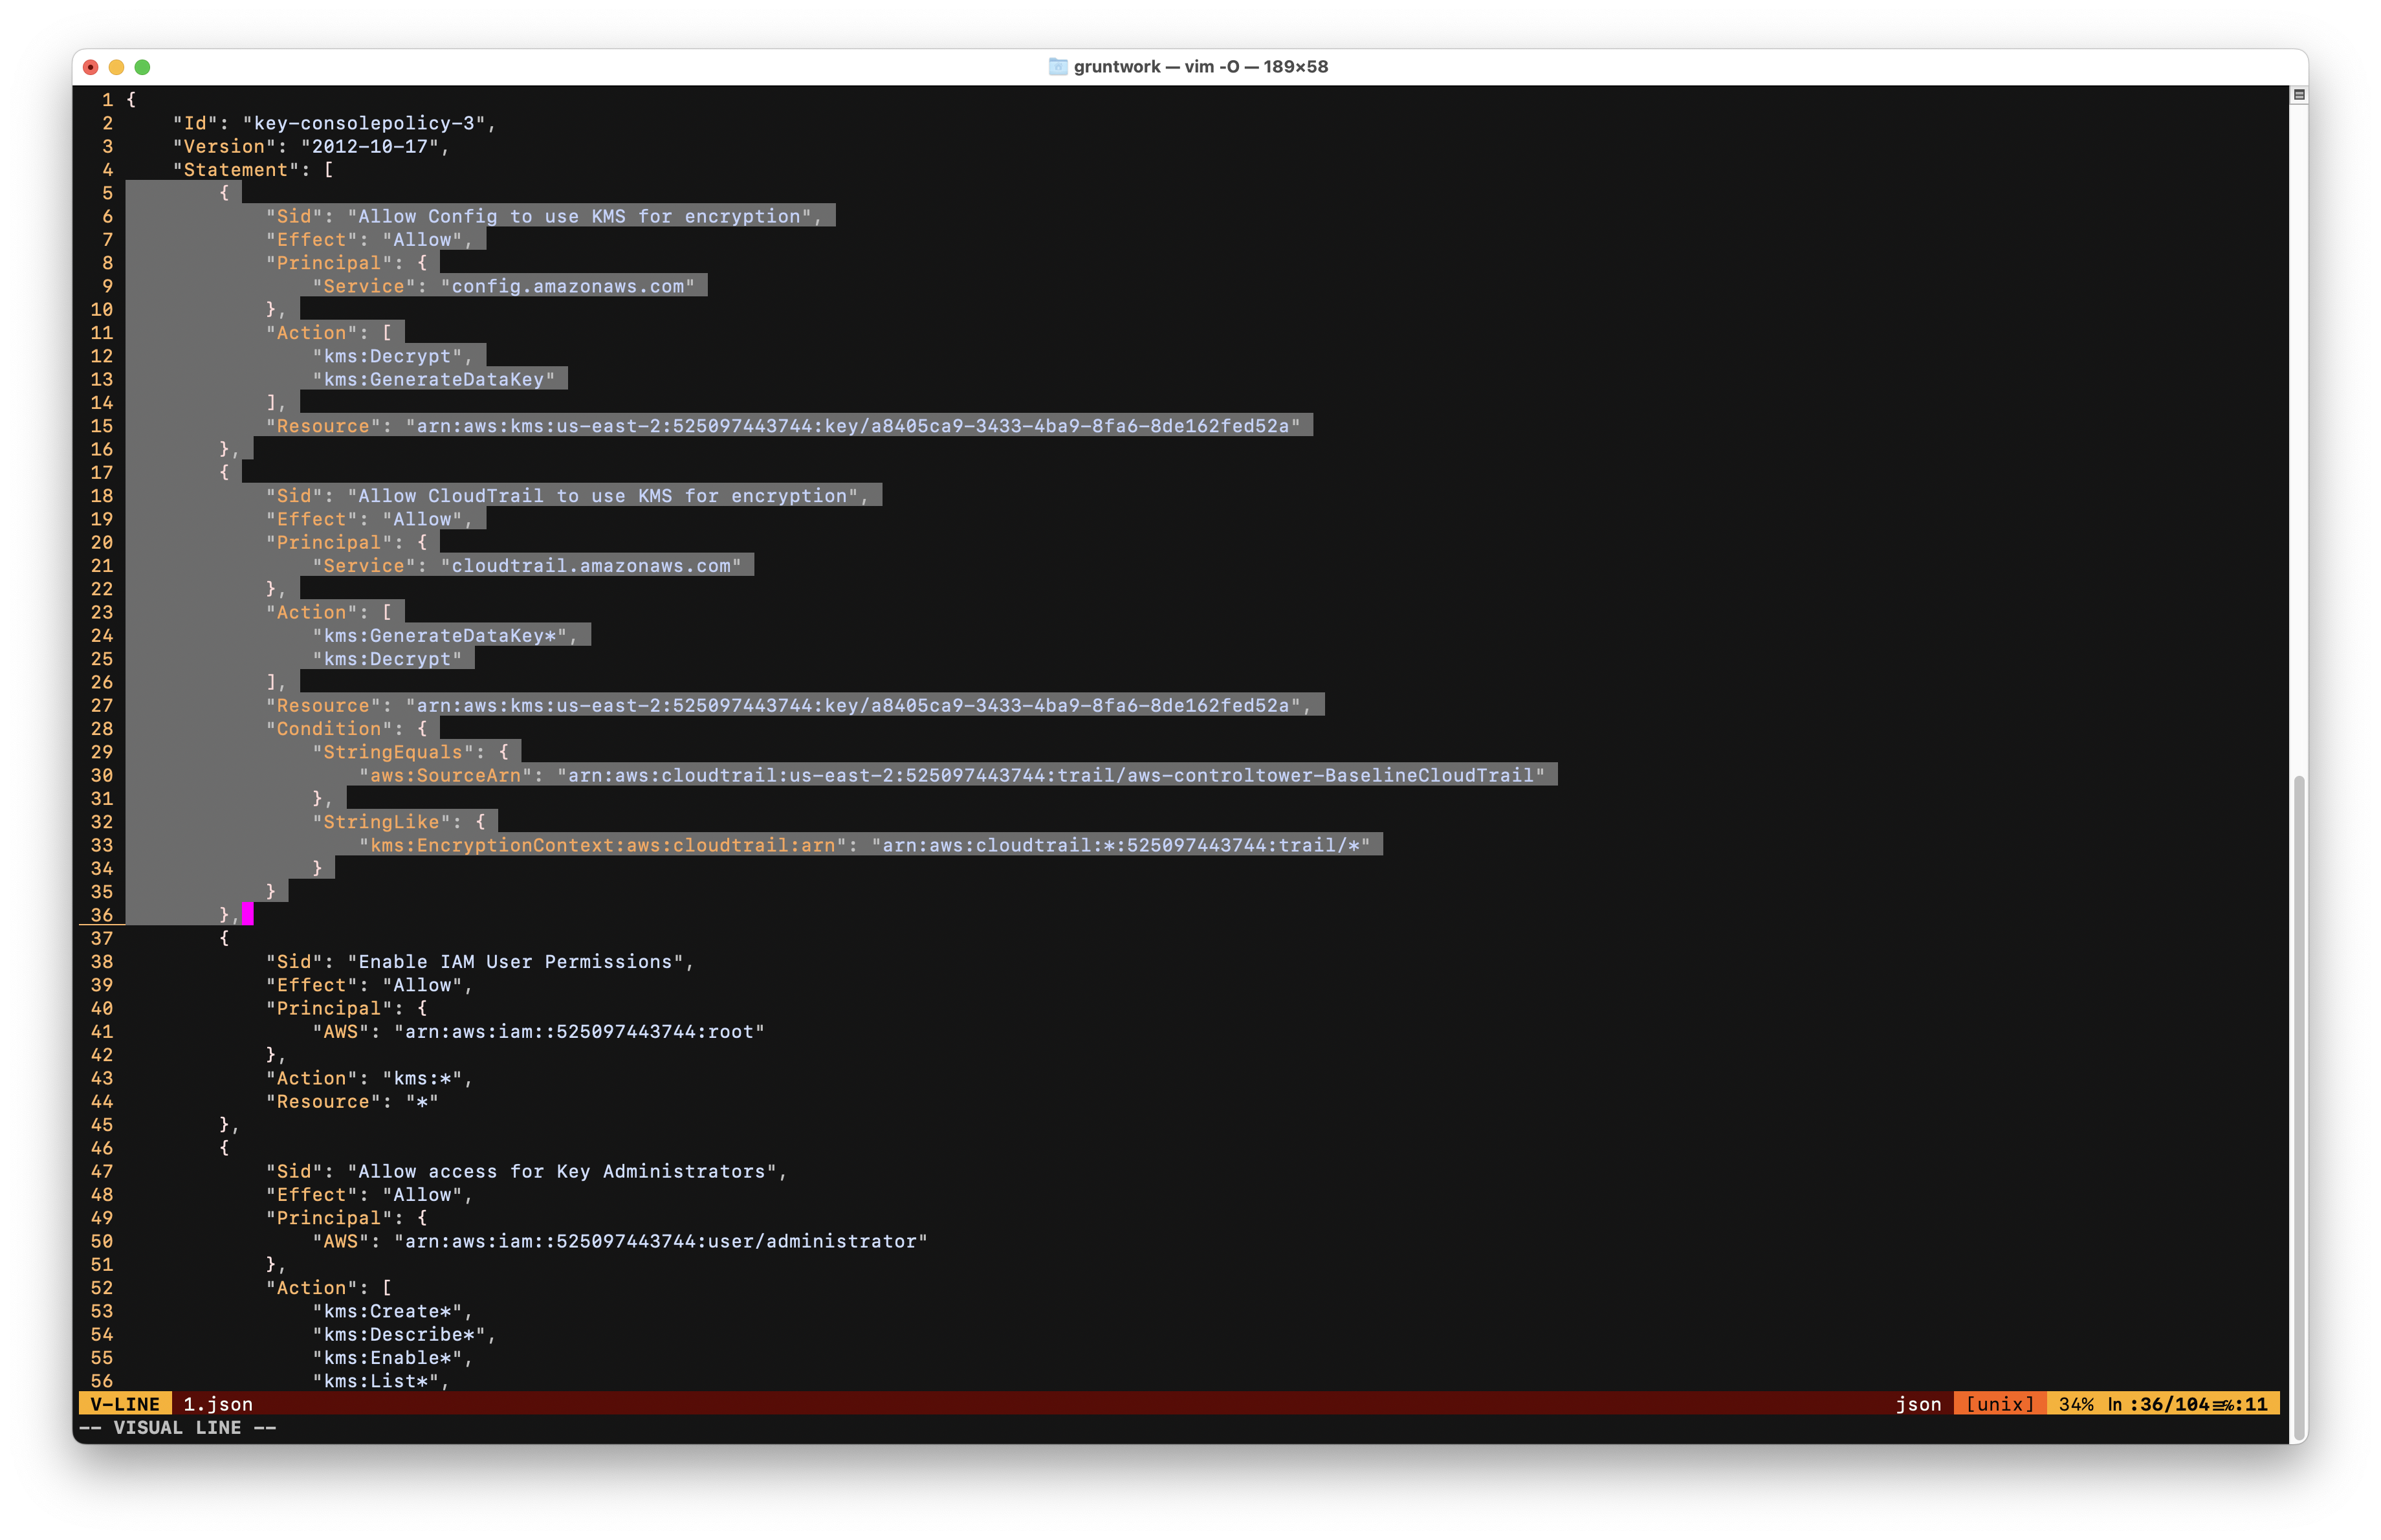 gruntwork — vim -O — 189×58
1 {
2     "Id": "key-consolepolicy-3",
3     "Version": "2012-10-17",
4     "Statement": [
5         {
6             "Sid": "Allow Config to use KMS for encryption",
7             "Effect": "Allow",
8             "Principal": {
9                 "Service": "config.amazonaws.com"
10             },
11             "Action": [
12                 "kms:Decrypt",
13                 "kms:GenerateDataKey"
14             ],
15             "Resource": "arn:aws:kms:us-east-2:525097443744:key/a8405ca9-3433-4ba9-8fa6-8de162fed52a"
16         },
17         {
18             "Sid": "Allow CloudTrail to use KMS for encryption",
19             "Effect": "Allow",
20             "Principal": {
21                 "Service": "cloudtrail.amazonaws.com"
22             },
23             "Action": [
24                 "kms:GenerateDataKey*",
25                 "kms:Decrypt"
26             ],
27             "Resource": "arn:aws:kms:us-east-2:525097443744:key/a8405ca9-3433-4ba9-8fa6-8de162fed52a",
28             "Condition": {
29                 "StringEquals": {
30                     "aws:SourceArn": "arn:aws:cloudtrail:us-east-2:525097443744:trail/aws-controltower-BaselineCloudTrail"
31                 },
32                 "StringLike": {
33                     "kms:EncryptionContext:aws:cloudtrail:arn": "arn:aws:cloudtrail:*:525097443744:trail/*"
34                 }
35             }
36         },
37         {
38             "Sid": "Enable IAM User Permissions",
39             "Effect": "Allow",
40             "Principal": {
41                 "AWS": "arn:aws:iam::525097443744:root"
42             },
43             "Action": "kms:*",
44             "Resource": "*"
45         },
46         {
47             "Sid": "Allow access for Key Administrators",
48             "Effect": "Allow",
49             "Principal": {
50                 "AWS": "arn:aws:iam::525097443744:user/administrator"
51             },
52             "Action": [
53                 "kms:Create*",
54                 "kms:Describe*",
55                 "kms:Enable*",
56                 "kms:List*",
V-LINE 1.json json [unix] 34% ln :36/104≡℅:11
-- VISUAL LINE --